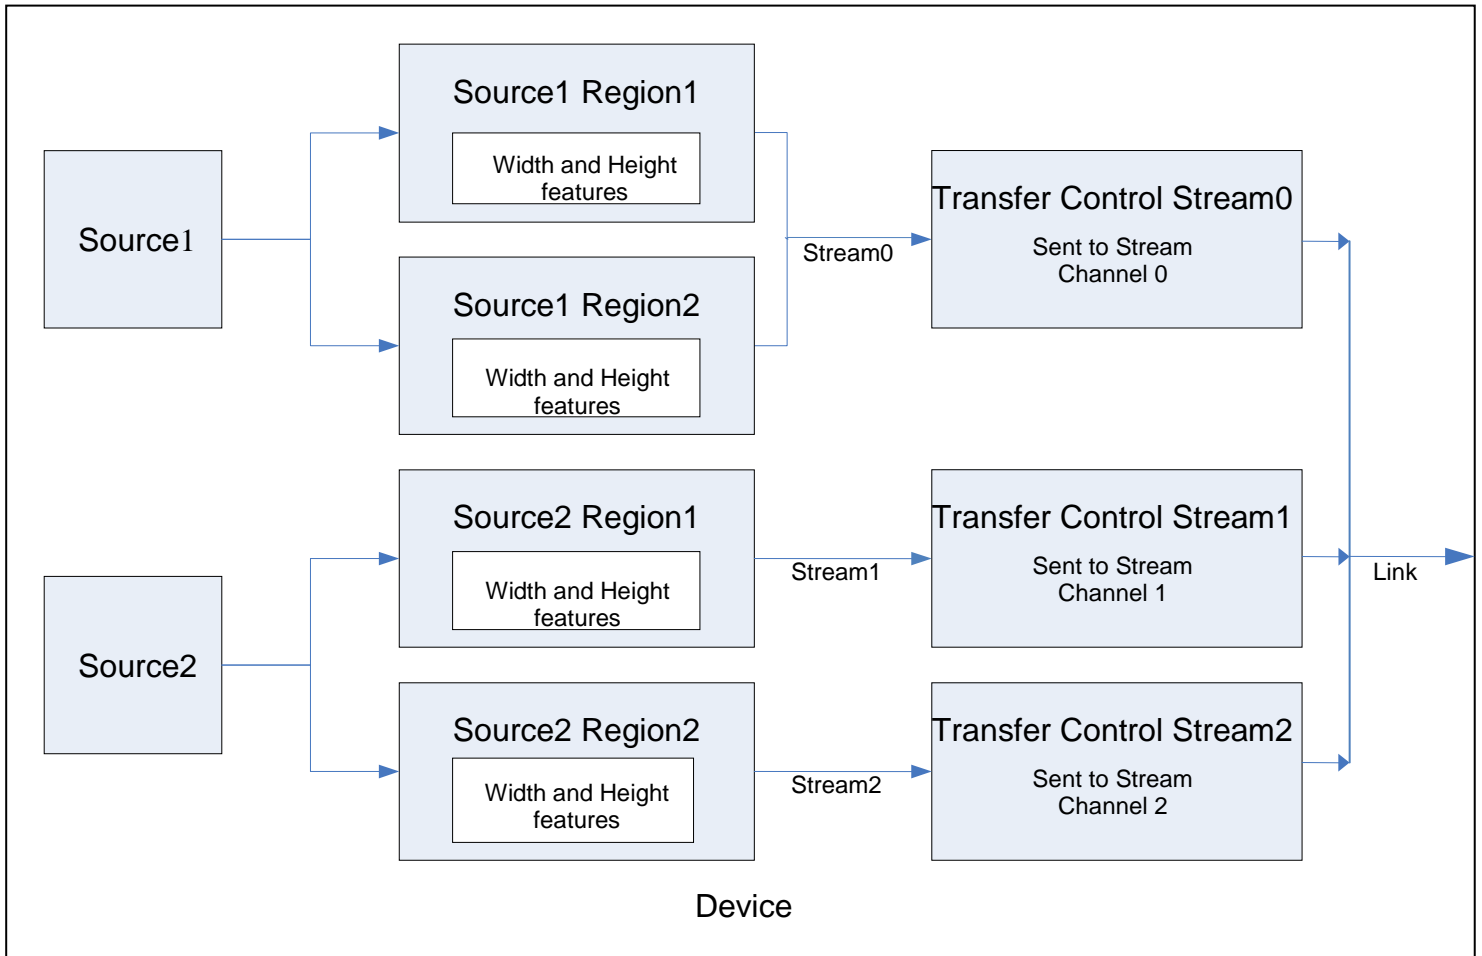 Source1
Source1 Region1
Width and Height
features
Source1 Region2
Width and Height
features
Stream0
Transfer Control Stream0
Sent to Stream
Channel 0
Source2
Source2 Region1
Width and Height
features
Stream1
Transfer Control Stream1
Sent to Stream
Channel 1
Source2 Region2
Width and Height
features
Stream2
Transfer Control Stream2
Sent to Stream
Channel 2
Link
Device